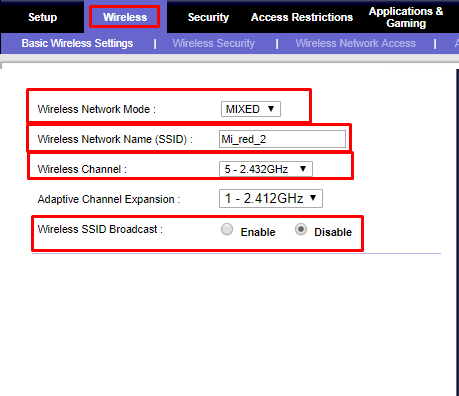 Setup Wireless Security Access Restrictions Applications & Gaming
Basic Wireless Settings | Wireless Security | Wireless Network Access |
Wireless Network Mode : MIXED
Wireless Network Name (SSID) : Mi_red_2
Wireless Channel : 5 - 2.432GHz
Adaptive Channel Expansion : 1 - 2.412GHz
Wireless SSID Broadcast : Enable Disable